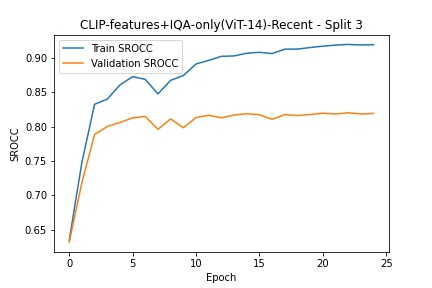 CLIP-features+IQA-only(ViT-14)-Recent - Split 3
Train SROCC
Validation SROCC
SROCC
0.90
0.85
0.80
0.75
0.70
0.65
0 5 10 15 20 25
Epoch